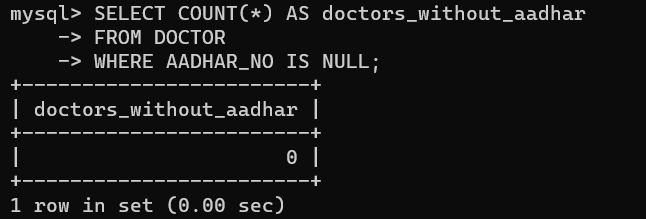 mysql> SELECT COUNT(*) AS doctors_without_aadhar
    -> FROM DOCTOR
    -> WHERE AADHAR_NO IS NULL;
+------------------------+
| doctors_without_aadhar |
+------------------------+
|                      0 |
+------------------------+
1 row in set (0.00 sec)